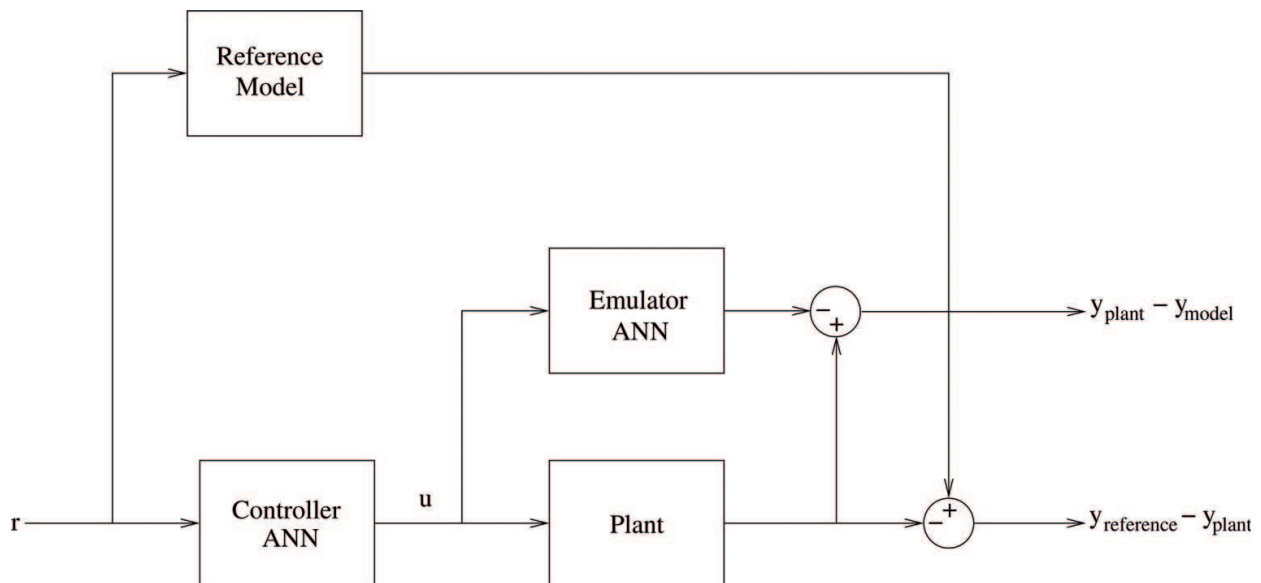 Reference
Model
Emulator
ANN
-
+
y plant - y model
r
Controller
ANN
u
Plant
-
+
y reference - y plant